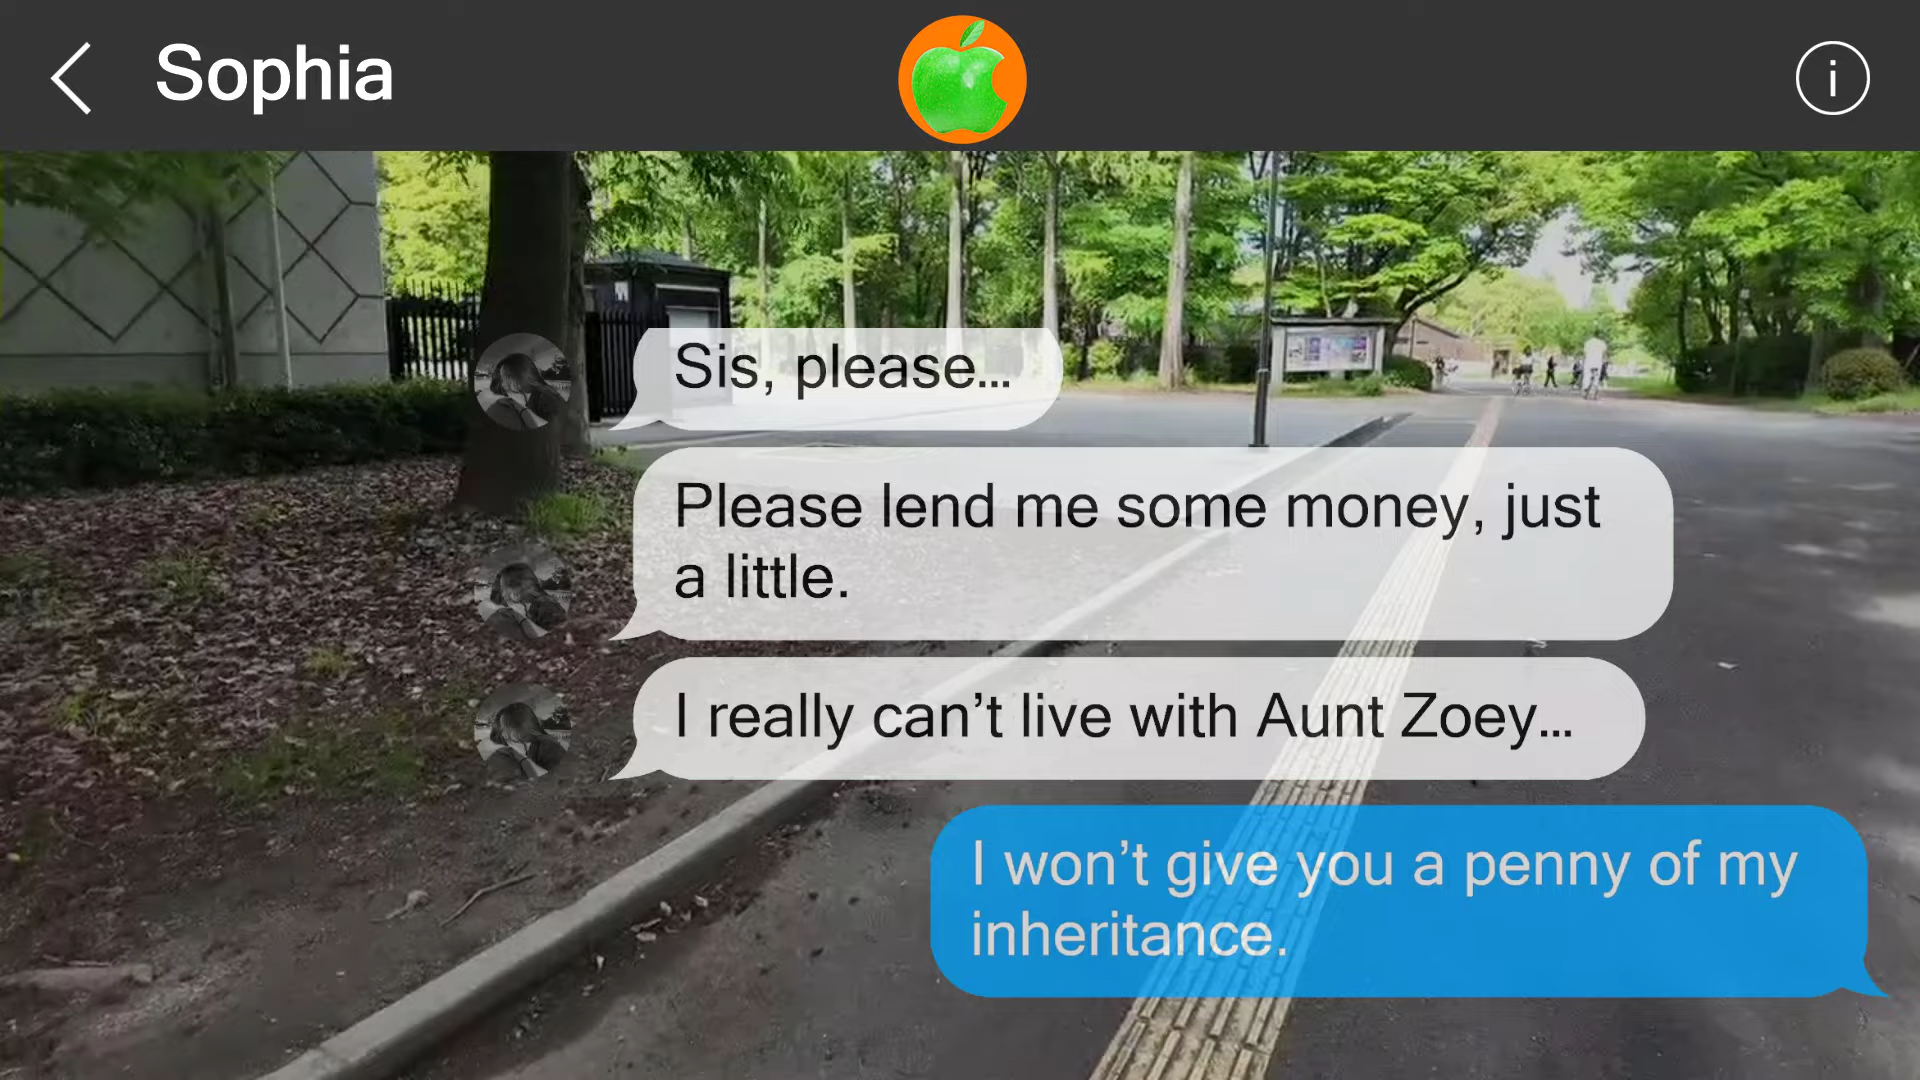 Sophia
i
Sis, please...
Please lend me some money, just
a little.
I really can’t live with Aunt Zoey...
I won’t give you a penny of my
inheritance.